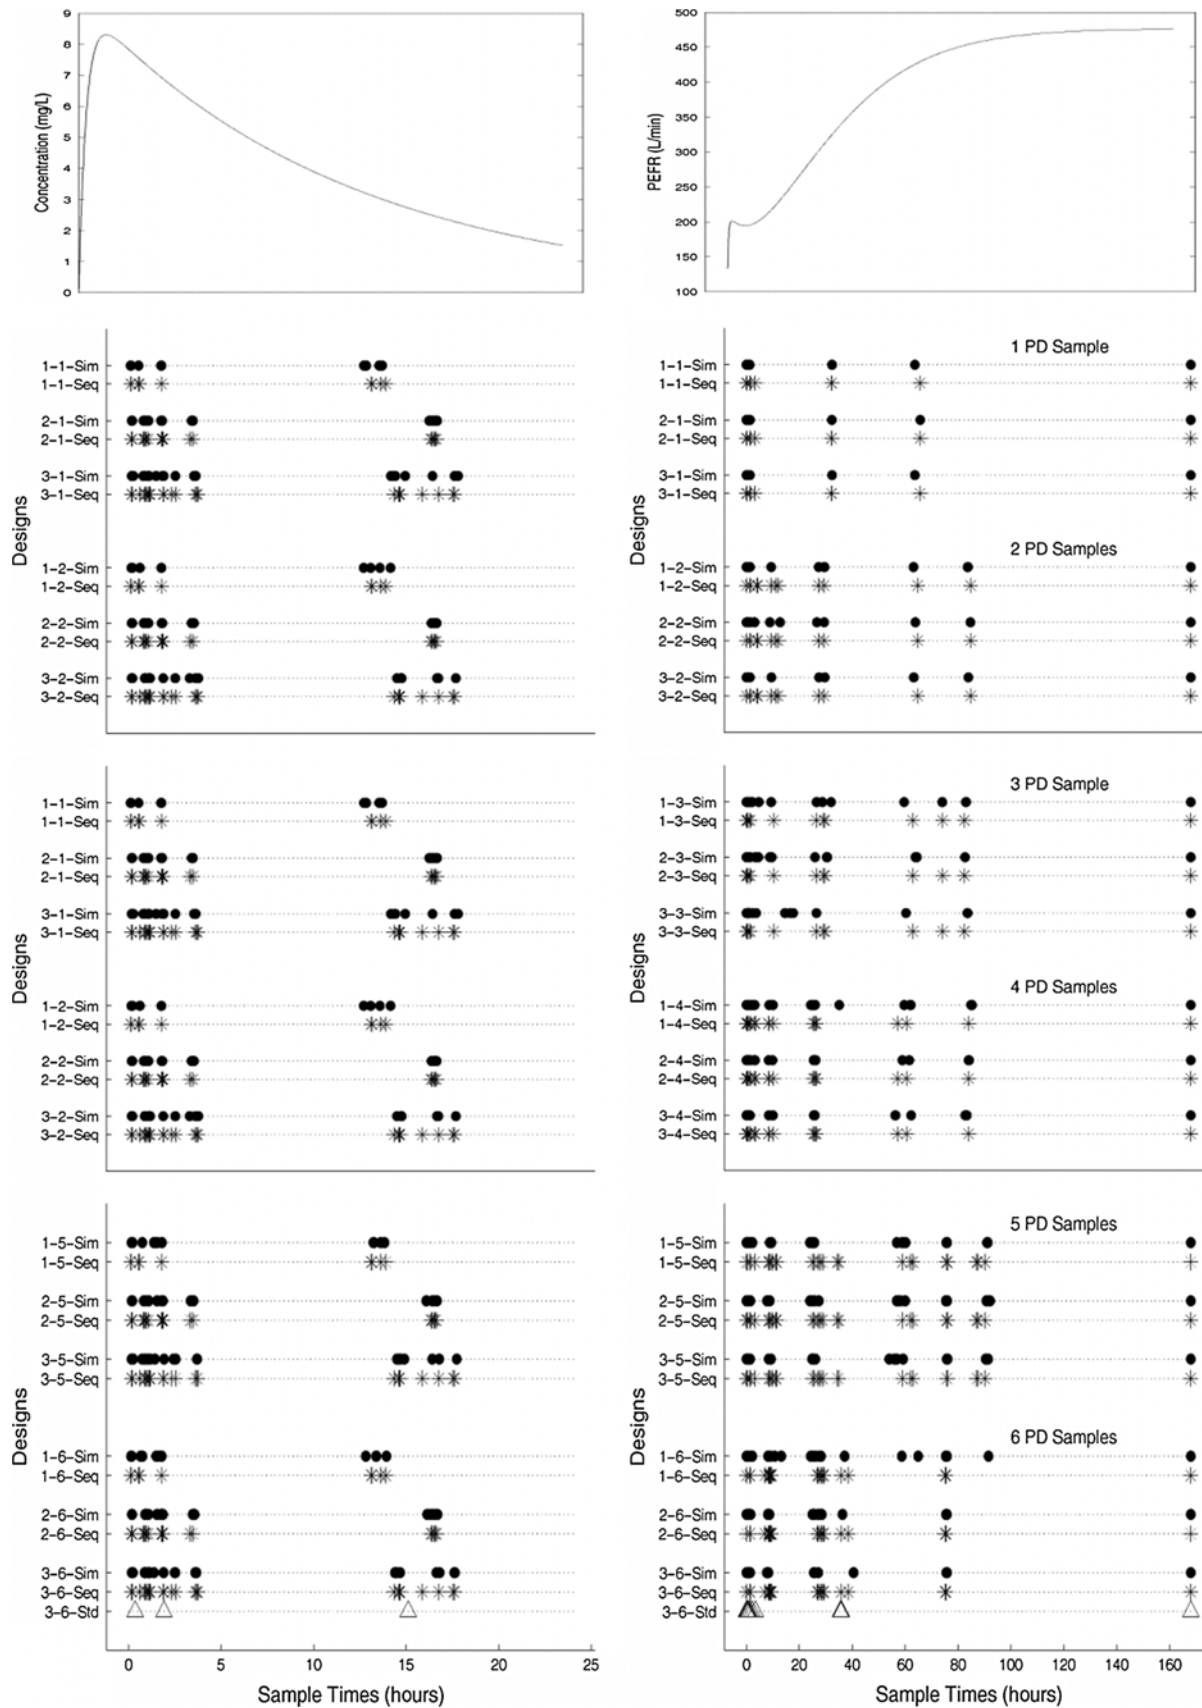 9
8
7
6
5
4
3
2
1
0
Concentration (mg/L)
500
450
400
350
300
250
200
150
100
PEFR (L/min)
Designs
1-1-Sim
1-1-Seq
2-1-Sim
2-1-Seq
3-1-Sim
3-1-Seq
1-2-Sim
1-2-Seq
2-2-Sim
2-2-Seq
3-2-Sim
3-2-Seq
1 PD Sample
1-1-Sim
1-1-Seq
2-1-Sim
2-1-Seq
3-1-Sim
3-1-Seq
Designs
2 PD Samples
1-2-Sim
1-2-Seq
2-2-Sim
2-2-Seq
3-2-Sim
3-2-Seq
Designs
1-1-Sim
1-1-Seq
2-1-Sim
2-1-Seq
3-1-Sim
3-1-Seq
1-2-Sim
1-2-Seq
2-2-Sim
2-2-Seq
3-2-Sim
3-2-Seq
3 PD Sample
1-3-Sim
1-3-Seq
2-3-Sim
2-3-Seq
3-3-Sim
3-3-Seq
Designs
4 PD Samples
1-4-Sim
1-4-Seq
2-4-Sim
2-4-Seq
3-4-Sim
3-4-Seq
Designs
1-5-Sim
1-5-Seq
2-5-Sim
2-5-Seq
3-5-Sim
3-5-Seq
1-6-Sim
1-6-Seq
2-6-Sim
2-6-Seq
3-6-Sim
3-6-Seq
3-6-Std
0 5 10 15 20 25
Sample Times (hours)
5 PD Samples
1-5-Sim
1-5-Seq
2-5-Sim
2-5-Seq
3-5-Sim
3-5-Seq
Designs
6 PD Samples
1-6-Sim
1-6-Seq
2-6-Sim
2-6-Seq
3-6-Sim
3-6-Seq
3-6-Std
0 20 40 60 80 100 120 140 160
Sample Times (hours)